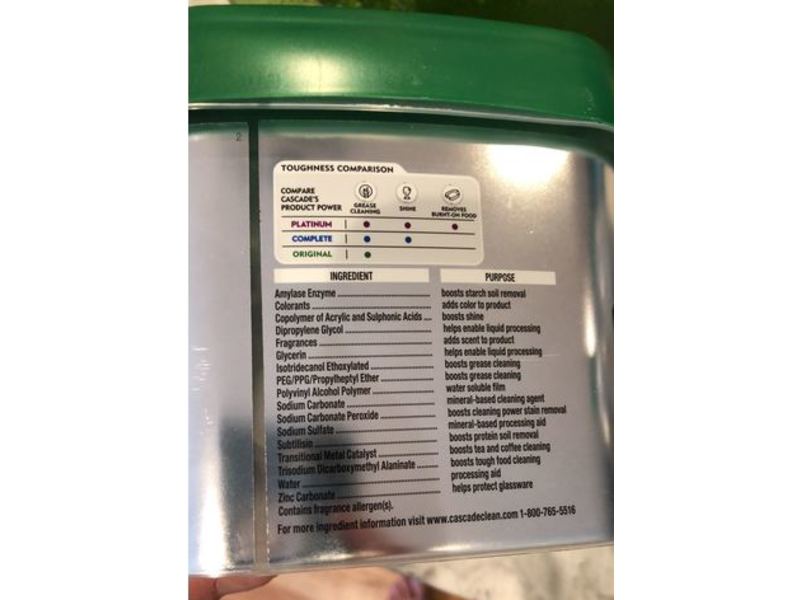 2
TOUGHNESS COMPARISON
COMPARE
CASCADE'S
PRODUCT POWER
GREASE
CLEANING
SHINE
REMOVES
BURNT-ON FOOD
PLATINUM
COMPLETE
ORIGINAL
INGREDIENT PURPOSE
Amylase Enzyme boosts starch soil removal
Colorants adds color to product
Copolymer of Acrylic and Sulphonic Acids boosts shine
Dipropylene Glycol helps enable liquid processing
Fragrances adds scent to product
Glycerin helps enable liquid processing
Isotridecanol Ethoxylated boosts grease cleaning
PEG/PPG/Propylheptyl Ether boosts grease cleaning
Polyvinyl Alcohol Polymer water soluble film
Sodium Carbonate mineral-based cleaning agent
Sodium Carbonate Peroxide boosts cleaning power stain removal
Sodium Sulfate mineral-based processing aid
Subtilisin boosts protein soil removal
Transitional Metal Catalyst boosts tea and coffee cleaning
Trisodium Dicarboxymethyl Alaninate boosts tough food cleaning
Water processing aid
Zinc Carbonate helps protect glassware
Contains fragrance allergen(s).
For more ingredient information visit www.cascadeclean.com 1-800-765-5516